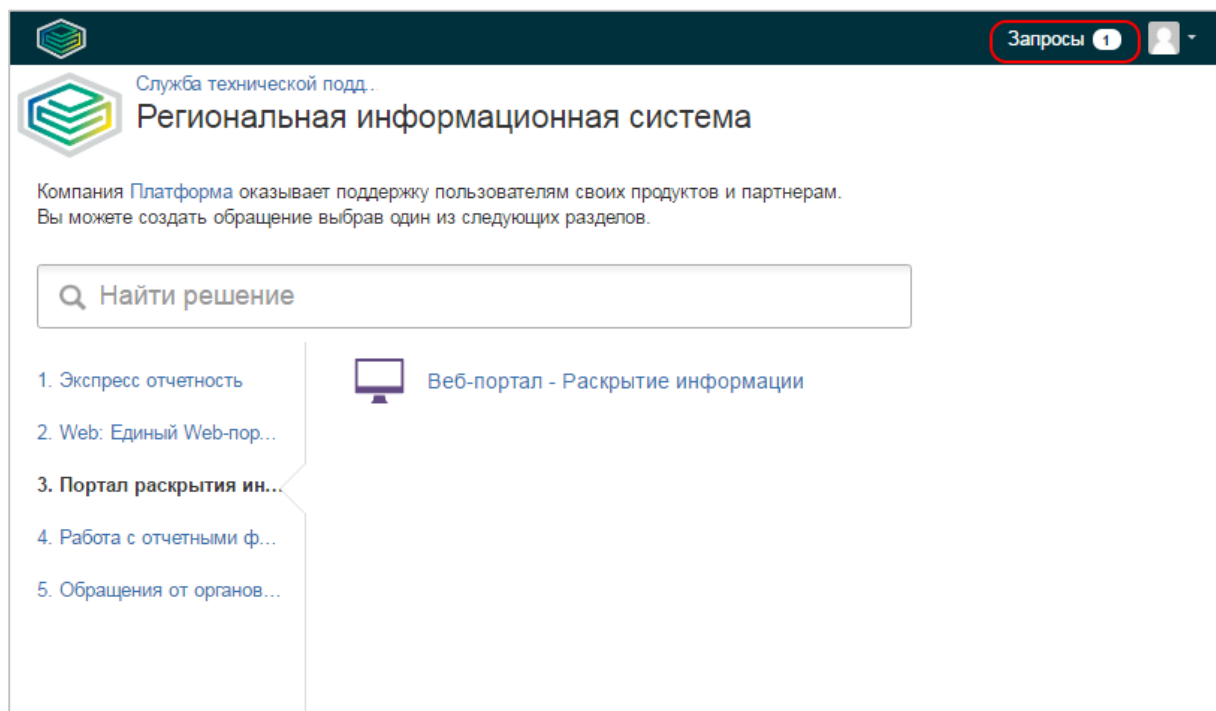 Запросы 1
Служба технической подд...
Региональная информационная система
Компания Платформа оказывает поддержку пользователям своих продуктов и партнерам.
Вы можете создать обращение выбрав один из следующих разделов.
Найти решение
1. Экспресс отчетность
Веб-портал - Раскрытие информации
2. Web: Единый Web-пор...
3. Портал раскрытия ин...
4. Работа с отчетными ф...
5. Обращения от органов...